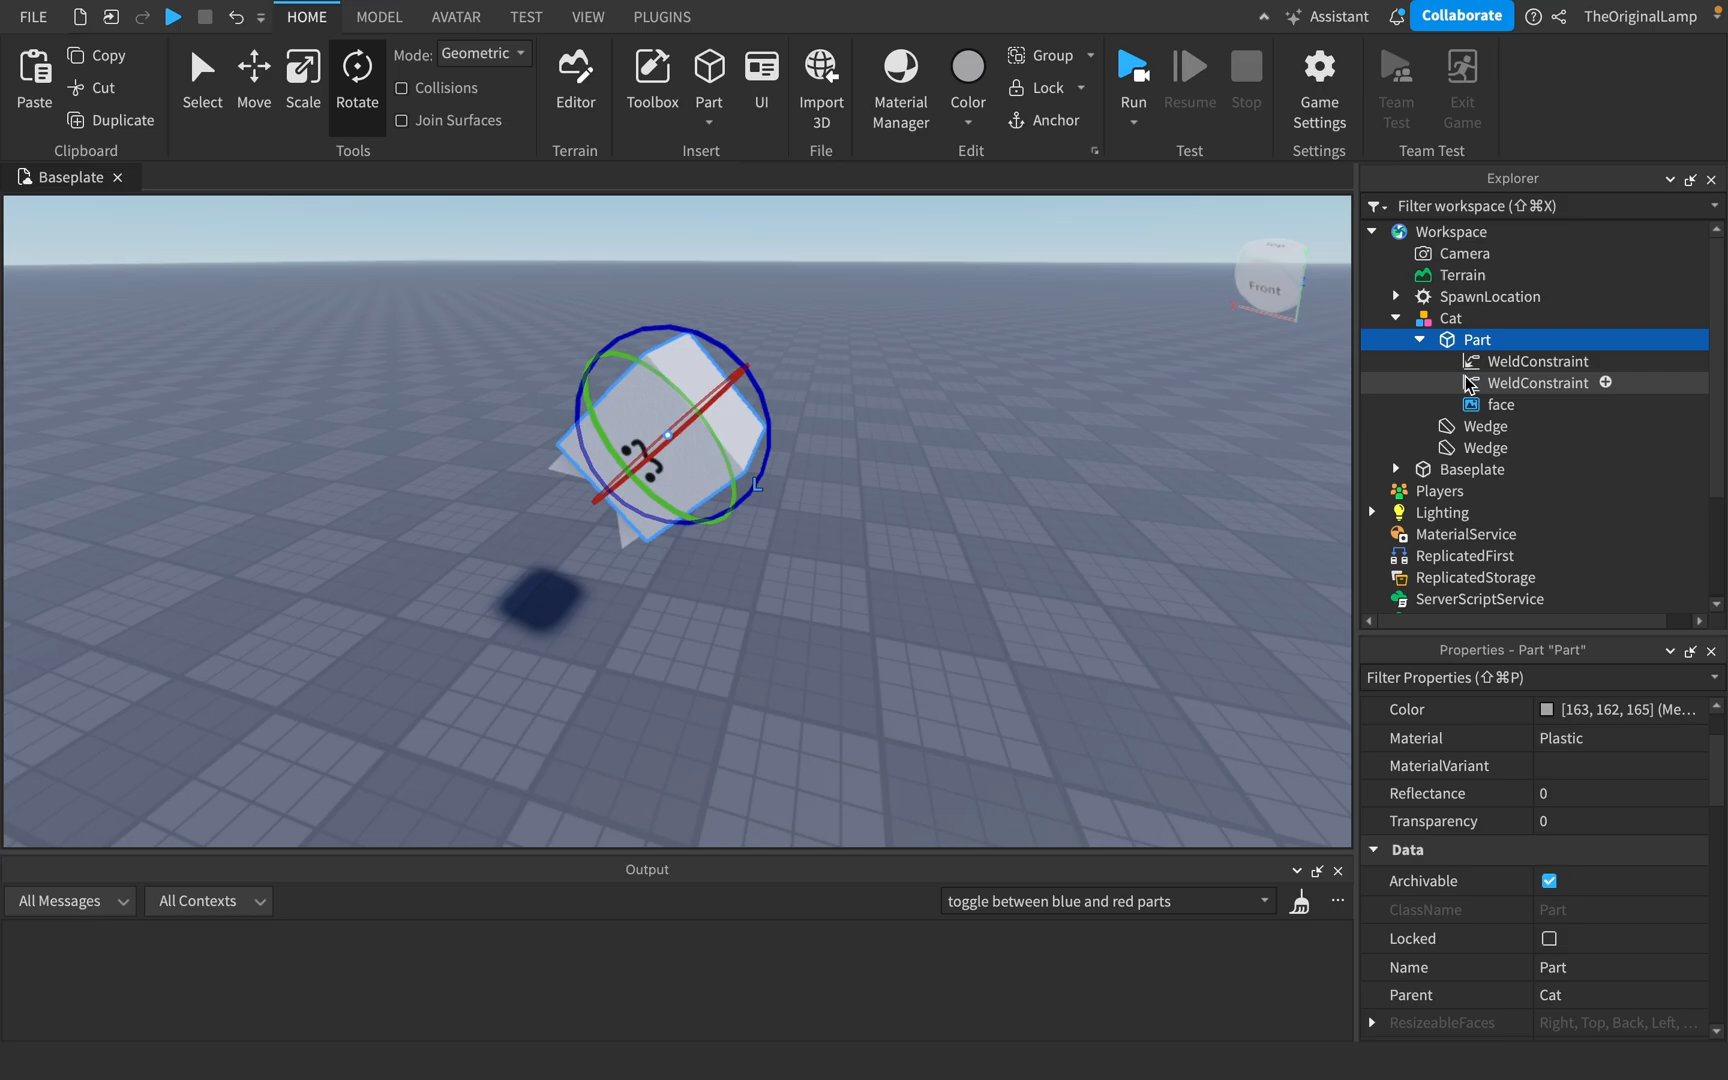 FILE HOME MODEL AVATAR TEST VIEW PLUGINS Assistant Collaborate TheOriginalLamp
Paste Copy Cut Duplicate
Clipboard
Select Move Scale Rotate Mode: Geometric
Collisions
Join Surfaces
Tools
Editor
Terrain
Toolbox Part UI
Insert
Import 3D
File
Material Manager Color Group Lock Anchor
Edit
Run Resume Stop
Test
Game Settings
Settings
Team Test Exit Game
Team Test
Baseplate
Front
L
Explorer
Filter workspace (⇧⌘X)
Workspace
Camera
Terrain
SpawnLocation
Cat
Part
WeldConstraint
WeldConstraint
face
Wedge
Wedge
Baseplate
Players
Lighting
MaterialService
ReplicatedFirst
ReplicatedStorage
ServerScriptService
Properties - Part "Part"
Filter Properties (⇧⌘P)
Color [163, 162, 165] (Me...
Material Plastic
MaterialVariant
Reflectance 0
Transparency 0
Data
Archivable
ClassName Part
Locked
Name Part
Parent Cat
ResizeableFaces Right, Top, Back, Left, ...
Output
All Messages All Contexts toggle between blue and red parts